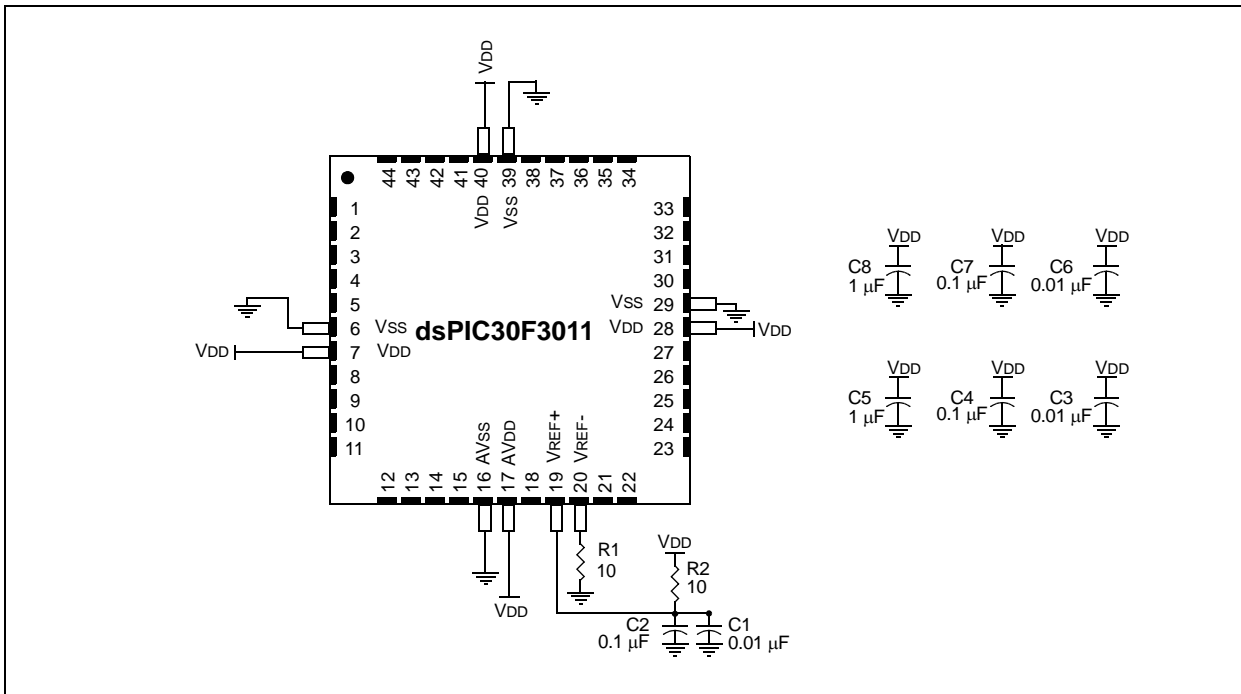 VDD
44 43 42 41 40 39 38 37 36 35 34
VDD VSS
1
2
3
4
5
6 VSS
7 VDD
8
9
10
11
VDD
dsPIC30F3011
33
32
31
30
VSS 29
VDD 28
VDD
27
26
25
24
23
AVSS AVDD VREF+ VREF-
12 13 14 15 16 17 18 19 20 21 22
VDD
R1
10
VDD
R2
10
C2
0.1 µF
C1
0.01 µF
VDD
C8
1 µF
VDD
C7
0.1 µF
VDD
C6
0.01 µF
VDD
C5
1 µF
VDD
C4
0.1 µF
VDD
C3
0.01 µF